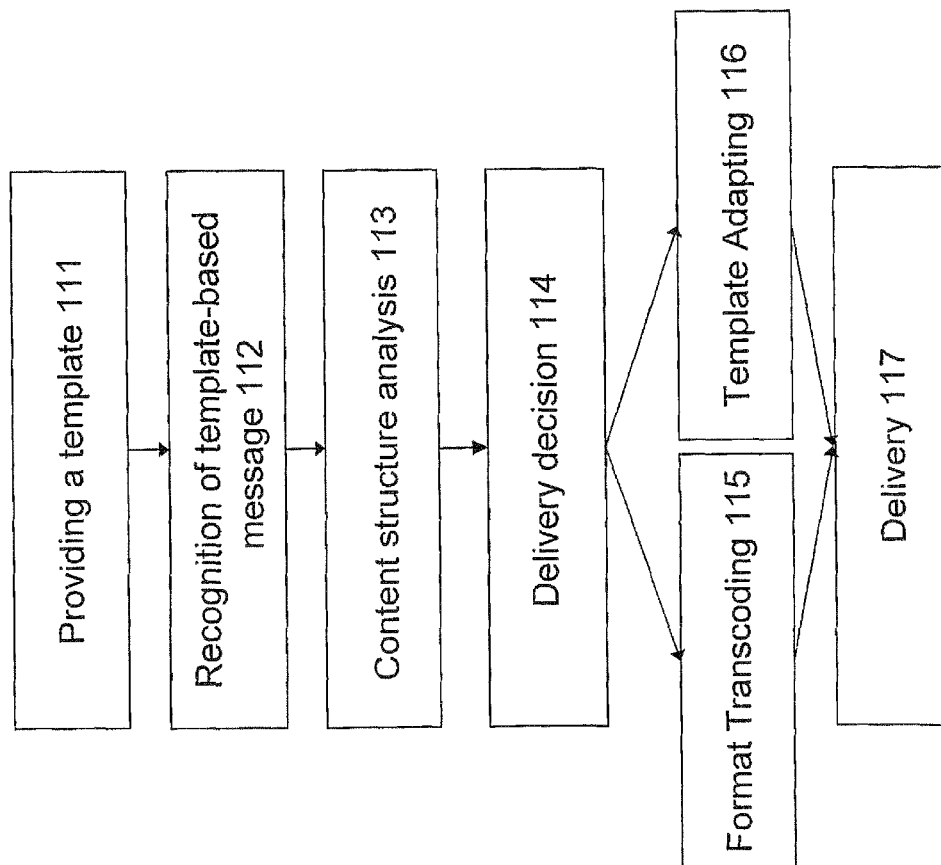 Providing a template 111
Recognition of template-based
message 112
Content structure analysis 113
Delivery decision 114
Format Transcoding 115
Template Adapting 116
Delivery 117